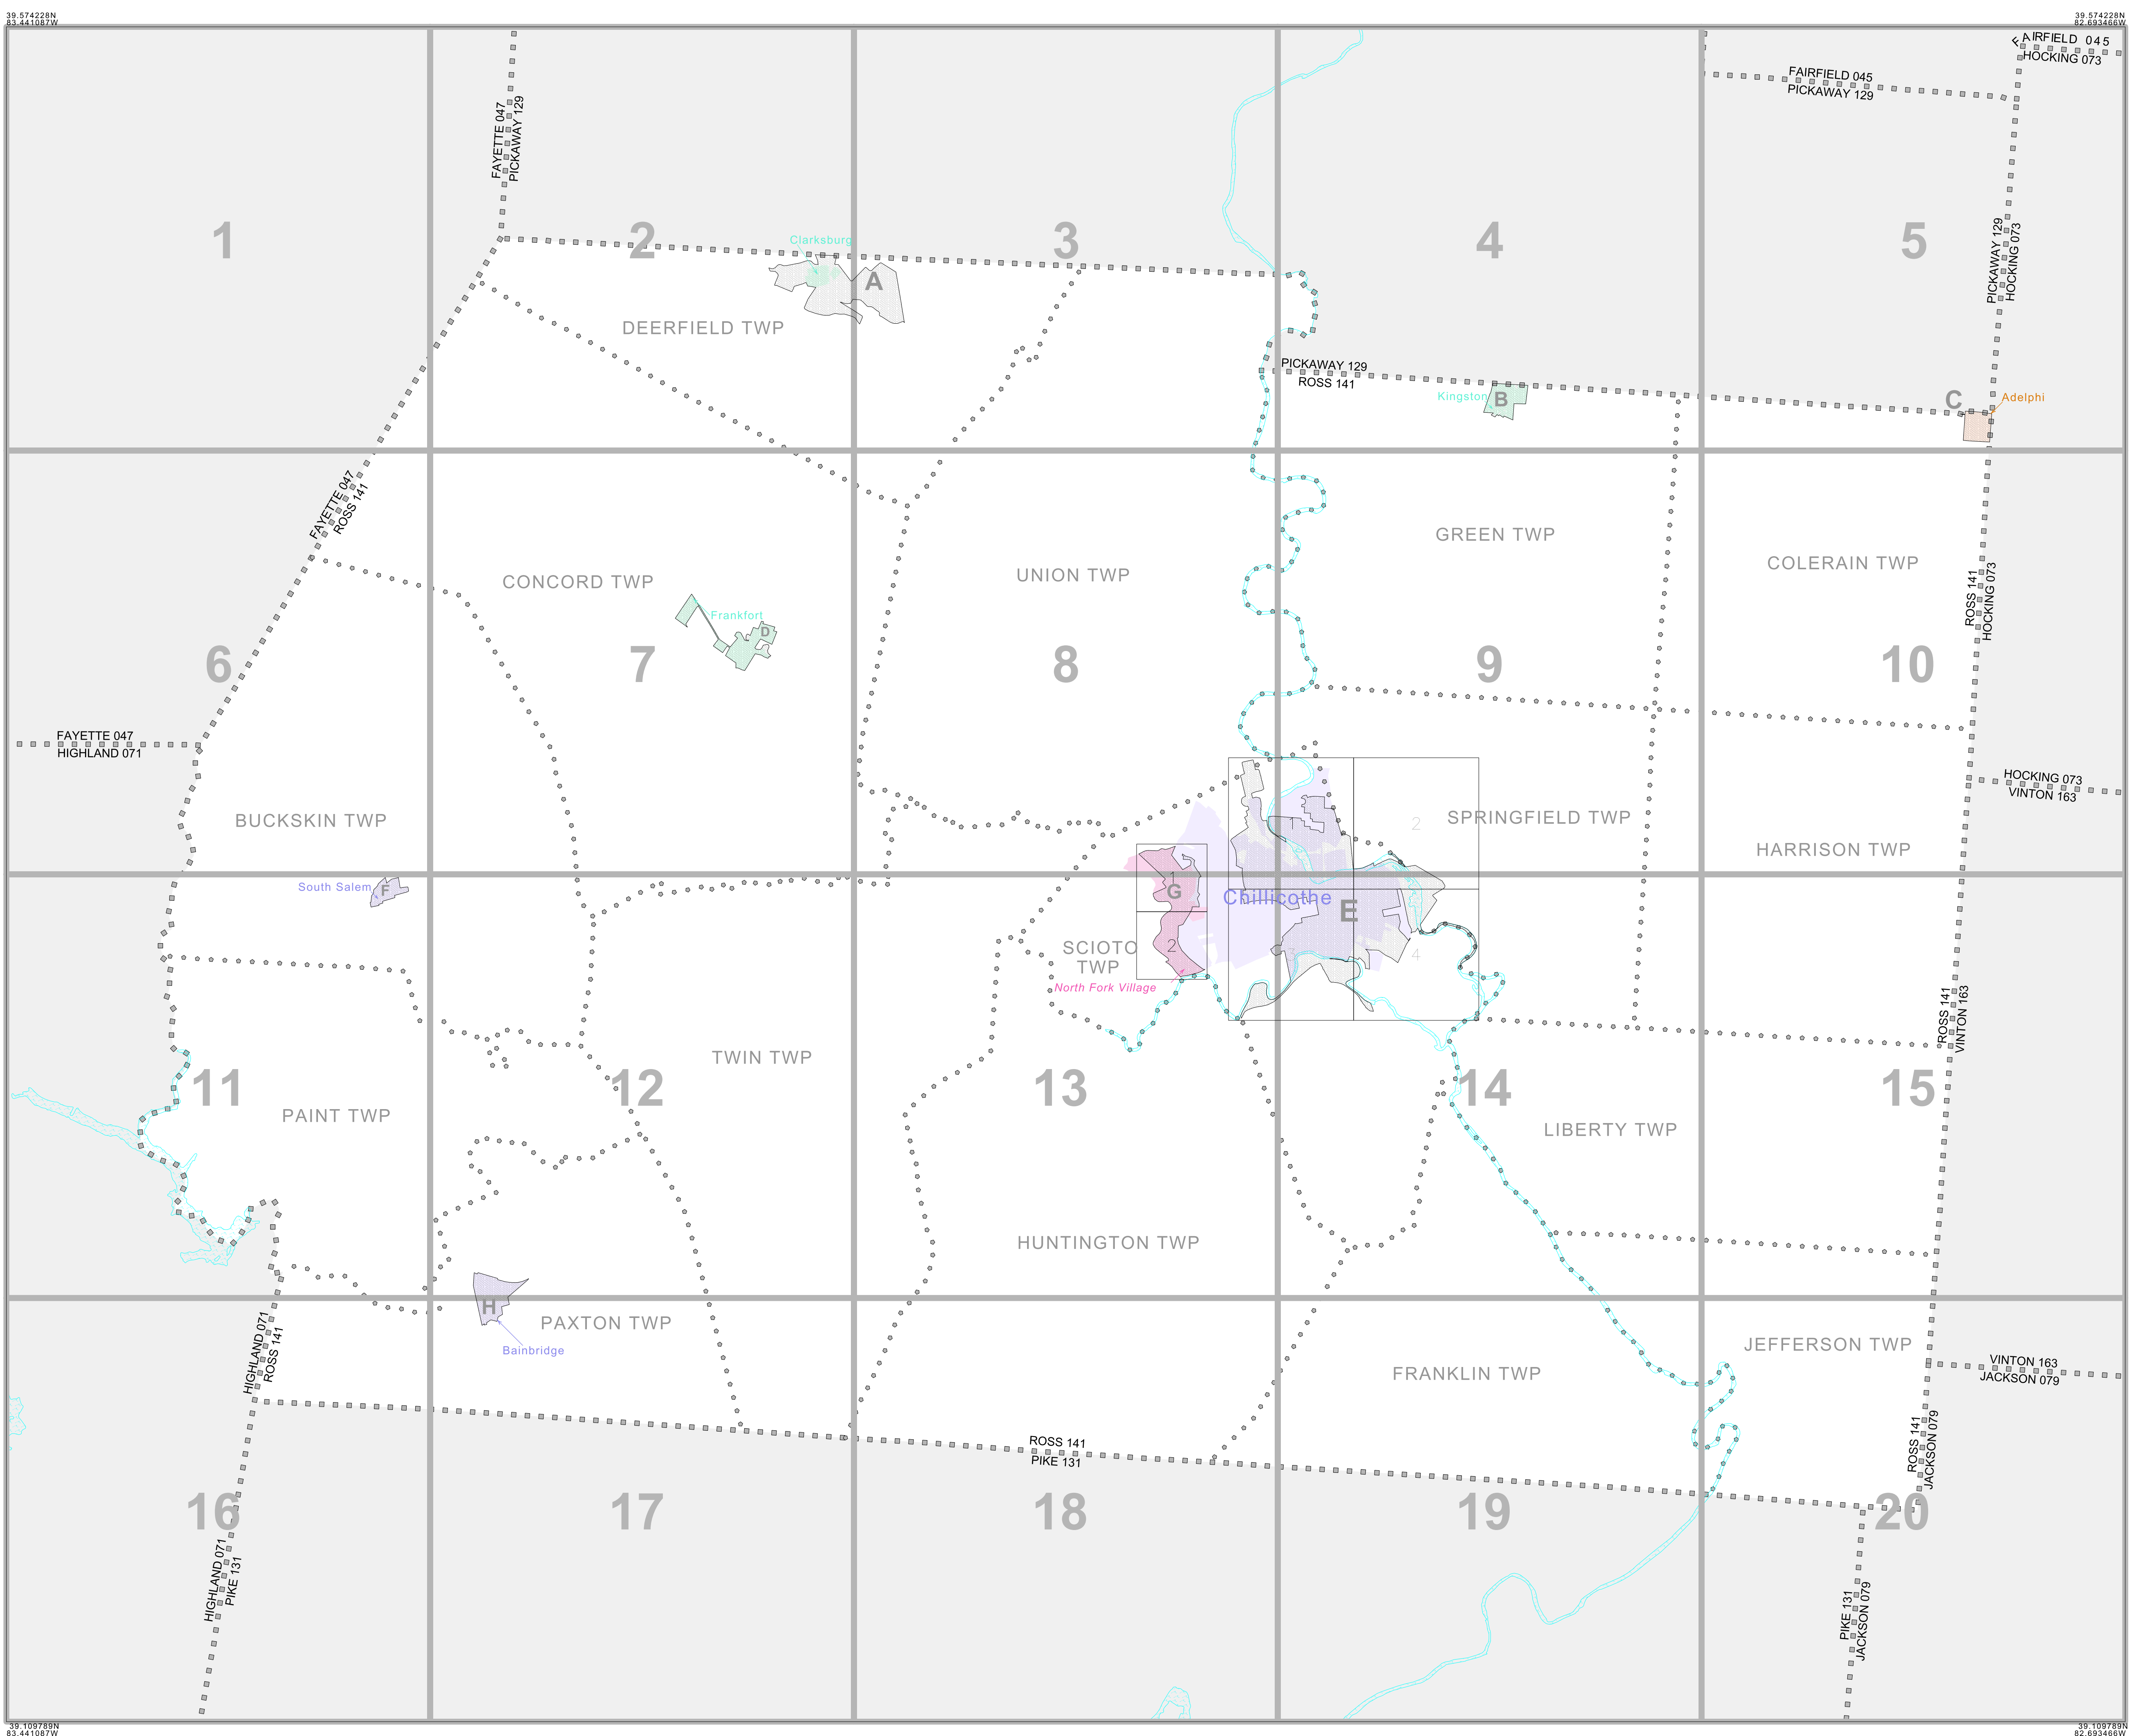 39.574228N
83.441087W
39.574228N
82.693466W
FAIRFIELD 045
HOCKING 073
FAIRFIELD 045
PICKAWAY 129
FAYETTE 047
PICKAWAY 129
1
2
3
4
5
PICKAWAY 129
HOCKING 073
Clarksburg
A
DEERFIELD TWP
PICKAWAY 129
ROSS 141
Kingston
B
C
Adelphi
FAYETTE 047
ROSS 141
GREEN TWP
COLERAIN TWP
CONCORD TWP
UNION TWP
ROSS 141
HOCKING 073
Frankfort
D
6
7
8
9
10
FAYETTE 047
HIGHLAND 071
HOCKING 073
VINTON 163
BUCKSKIN TWP
1
2
SPRINGFIELD TWP
HARRISON TWP
South Salem
F
1
G
Chillicothe
E
SCIOTO
TWP
2
3
4
North Fork Village
ROSS 141
VINTON 163
TWIN TWP
11
12
13
14
15
PAINT TWP
LIBERTY TWP
HUNTINGTON TWP
H
PAXTON TWP
Bainbridge
HIGHLAND 071
ROSS 141
JEFFERSON TWP
FRANKLIN TWP
VINTON 163
JACKSON 079
ROSS 141
PIKE 131
ROSS 141
JACKSON 079
16
17
18
19
20
HIGHLAND 071
PIKE 131
PIKE 131
JACKSON 079
39.109789N
83.441087W
39.109789N
82.693466W